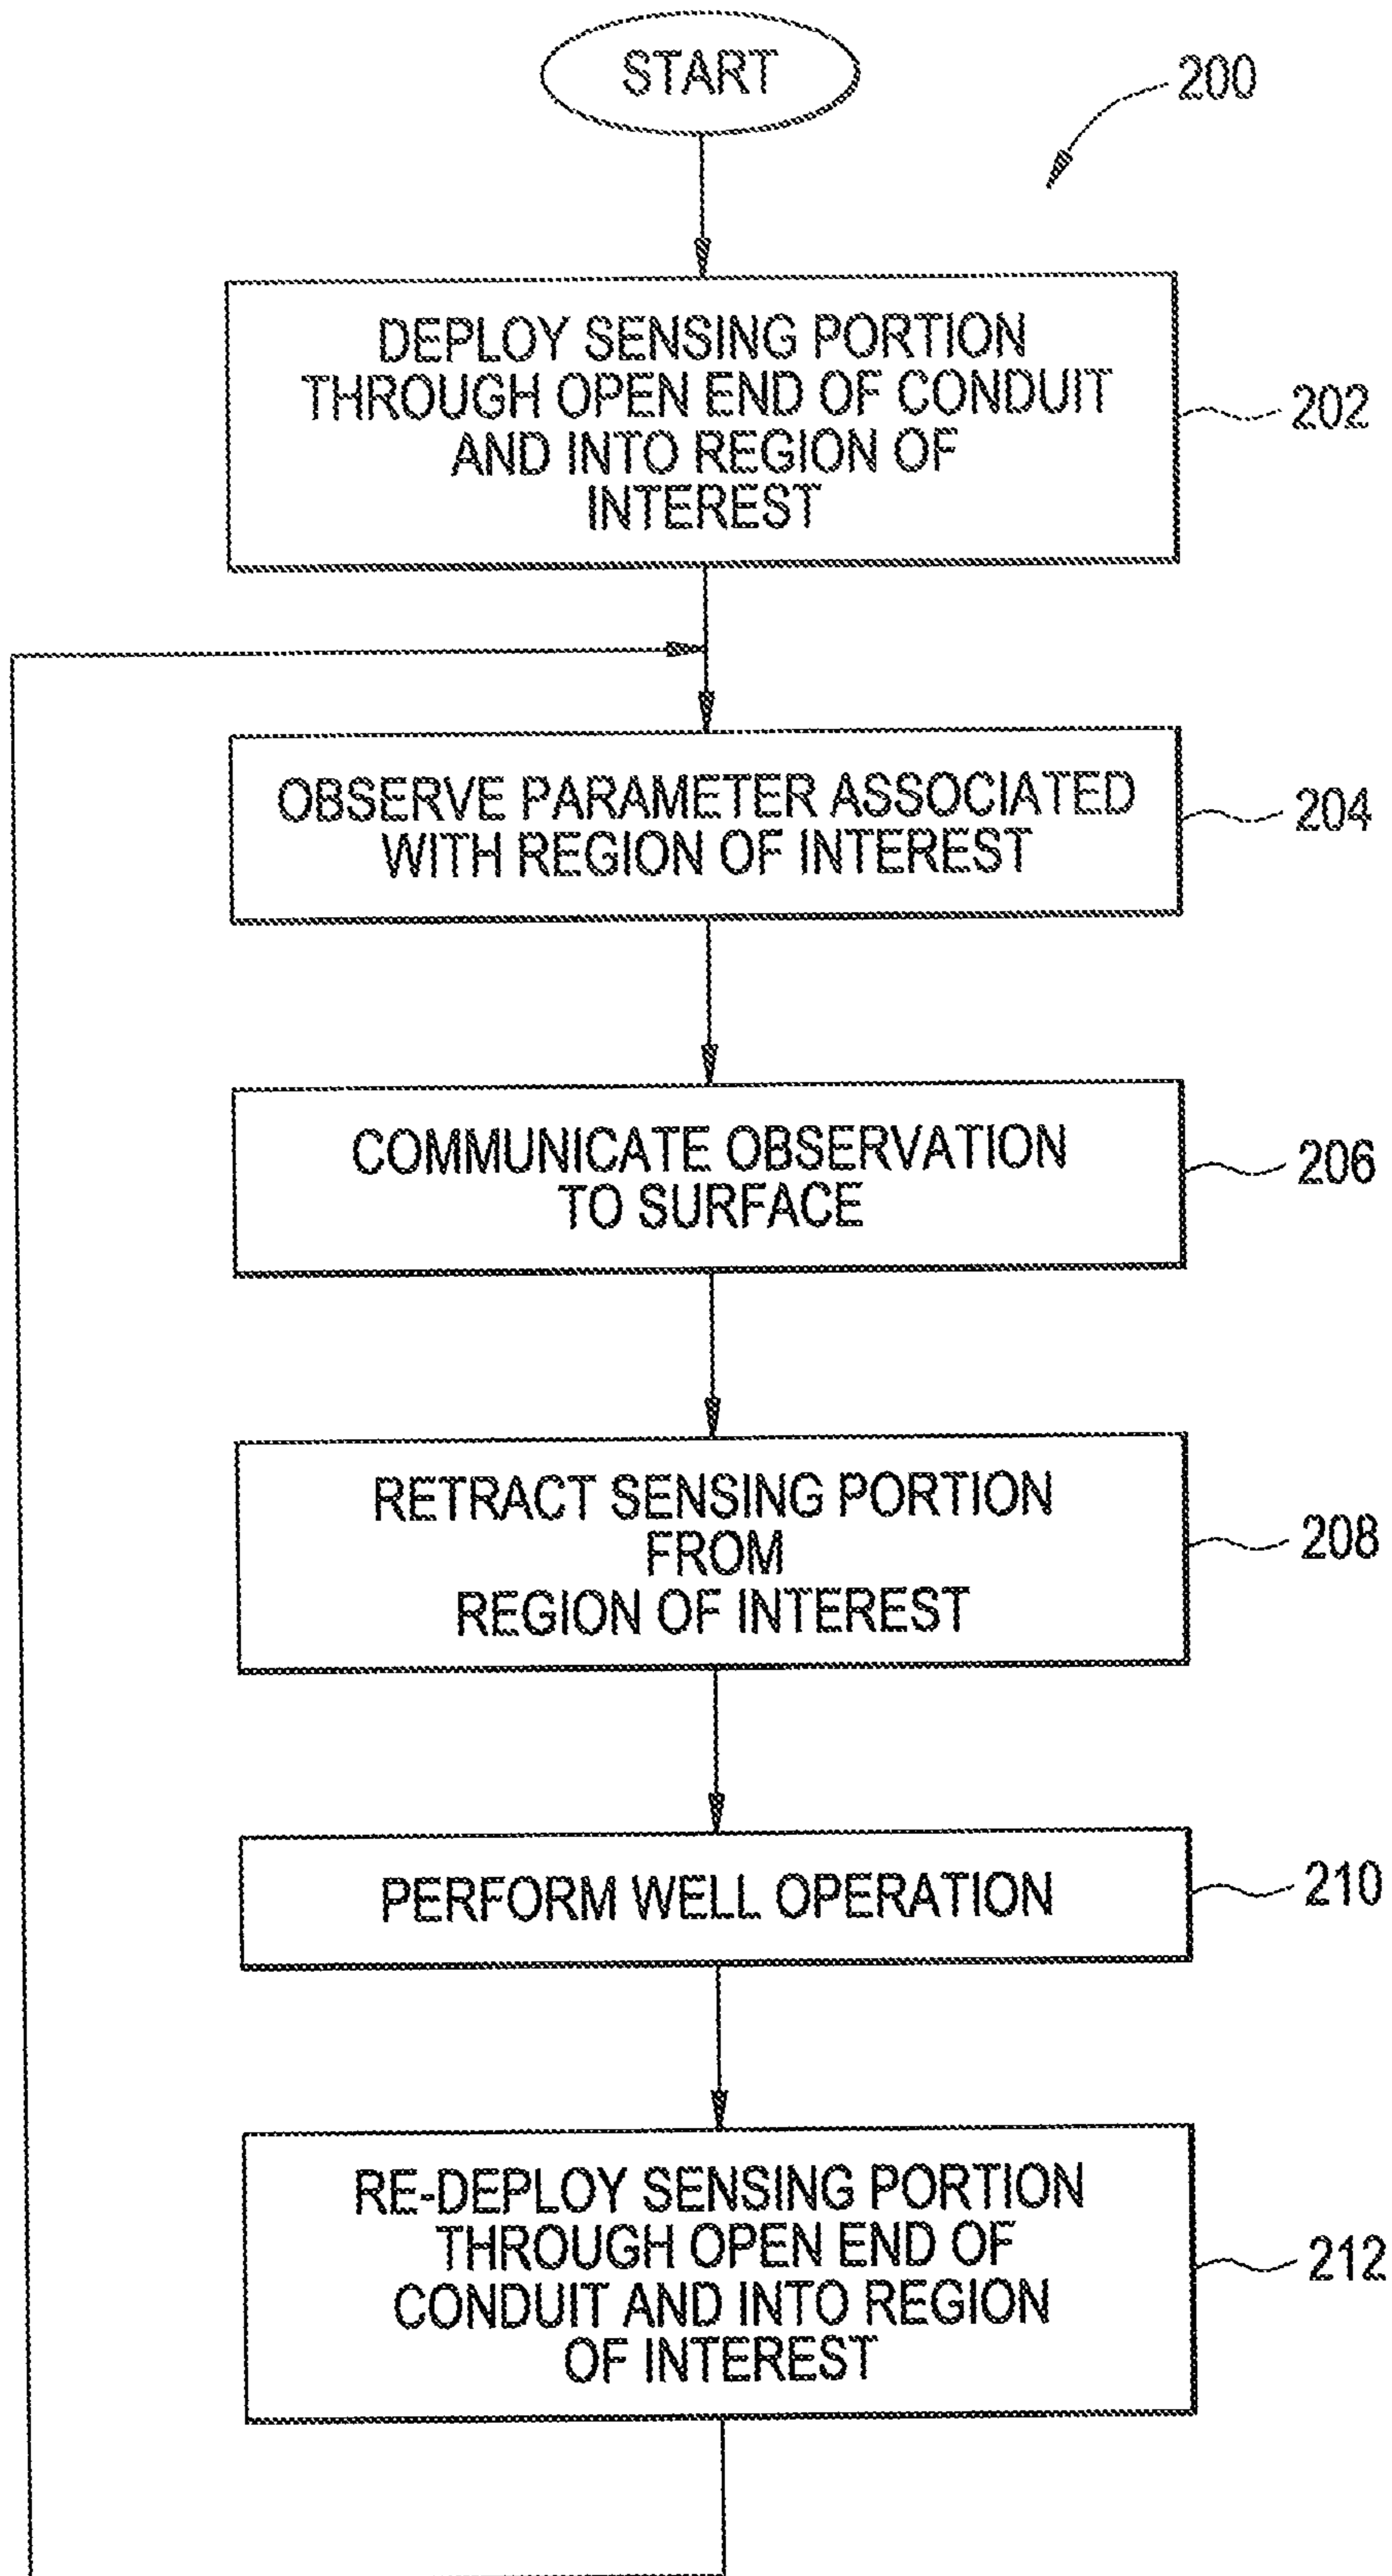 START
200
DEPLOY SENSING PORTION
THROUGH OPEN END OF CONDUIT
AND INTO REGION OF
INTEREST
202
OBSERVE PARAMETER ASSOCIATED
WITH REGION OF INTEREST
204
COMMUNICATE OBSERVATION
TO SURFACE
206
RETRACT SENSING PORTION
FROM
REGION OF INTEREST
208
PERFORM WELL OPERATION
210
RE-DEPLOY SENSING PORTION
THROUGH OPEN END OF
CONDUIT AND INTO REGION
OF INTEREST
212